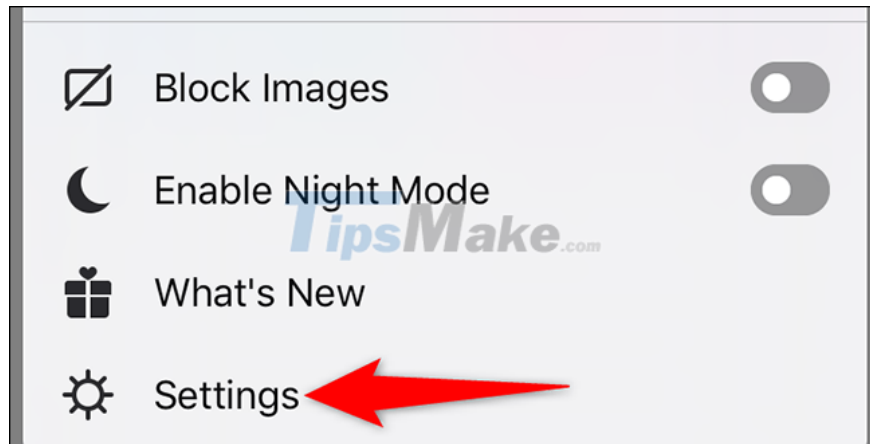 Block Images
Enable Night Mode
TipsMake.com
What's New
Settings